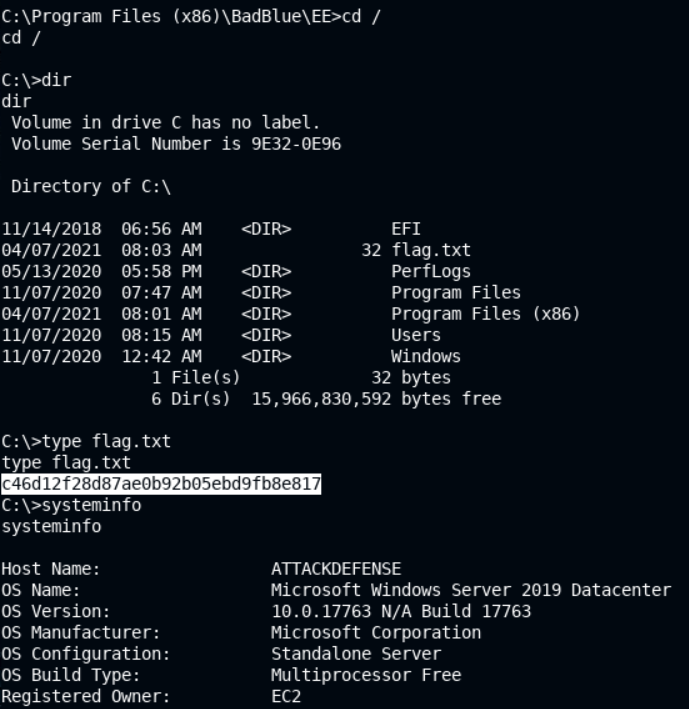 C:\Program Files (x86)\BadBlue\EE>cd /
cd /
C:\>dir
dir
Volume in drive C has no label.
Volume Serial Number is 9E32-0E96
Directory of C:\
11/14/2018  06:56 AM    <DIR>          EFI
04/07/2021  08:03 AM                32 flag.txt
05/13/2020  05:58 PM    <DIR>          PerfLogs
11/07/2020  07:47 AM    <DIR>          Program Files
04/07/2021  08:01 AM    <DIR>          Program Files (x86)
11/07/2020  08:15 AM    <DIR>          Users
11/07/2020  12:42 AM    <DIR>          Windows
1 File(s)             32 bytes
6 Dir(s)  15,966,830,592 bytes free
C:\>type flag.txt
type flag.txt
c46d12f28d87ae0b92b05ebd9fb8e817
C:\>systeminfo
systeminfo
Host Name:                 ATTACKDEFENSE
OS Name:                   Microsoft Windows Server 2019 Datacenter
OS Version:                10.0.17763 N/A Build 17763
OS Manufacturer:           Microsoft Corporation
OS Configuration:          Standalone Server
OS Build Type:             Multiprocessor Free
Registered Owner:          EC2